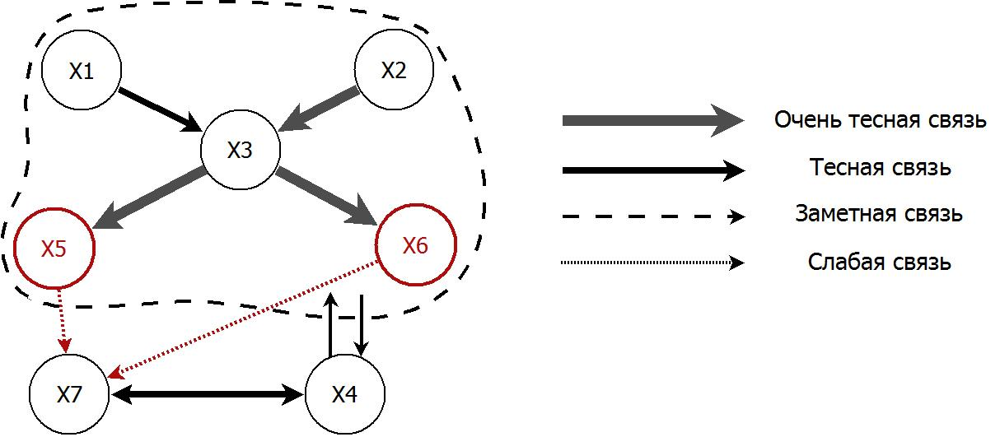 X1
X2
X3
X5
X6
X7
X4
Очень тесная связь
Тесная связь
Заметная связь
Слабая связь